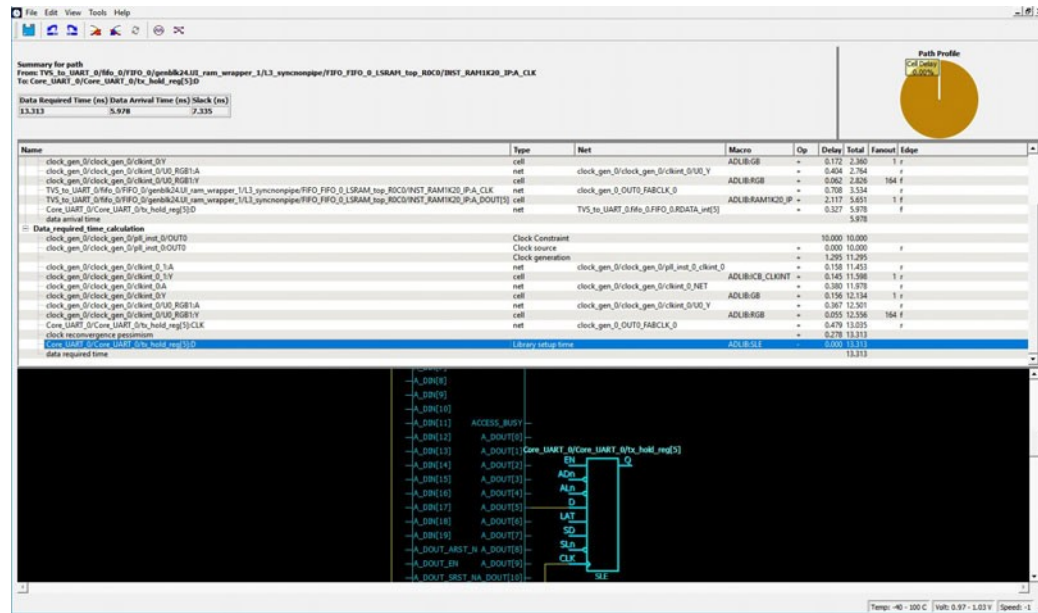 File Edit View Tools Help
Summary for path
From: TVS_to_UART_0/fifo_0/FIFO_0/genblk24.UI_ram_wrapper_1/L3_syncnonpipe/FIFO_FIFO_0_LSRAM_top_R0C0/INST_RAM1K20_IP:A_CLK
To: Core_UART_0/Core_UART_0/tx_hold_reg[5]:D
Data Required Time (ns) Data Arrival Time (ns) Slack (ns)
13.313 5.978 7.335
Path Profile
Cell Delay
0.00%
Name Type Net Macro Op Delay Total Fanout Edge
clock_gen_0/clock_gen_0/clkint_0:Y cell ADLIB:GB + 0.172 2.360 1 r
clock_gen_0/clock_gen_0/clkint_0/U0_RGB1:A net clock_gen_0/clock_gen_0/clkint_0/U0_Y + 0.404 2.764 r
clock_gen_0/clock_gen_0/clkint_0/U0_RGB1:Y cell ADLIB:RGB + 0.062 2.826 164 f
TVS_to_UART_0/fifo_0/FIFO_0/genblk24.UI_ram_wrapper_1/L3_syncnonpipe/FIFO_FIFO_0_LSRAM_top_R0C0/INST_RAM1K20_IP:A_CLK net clock_gen_0_OUT0_FABCLK_0 + 0.708 3.534 r
TVS_to_UART_0/fifo_0/FIFO_0/genblk24.UI_ram_wrapper_1/L3_syncnonpipe/FIFO_FIFO_0_LSRAM_top_R0C0/INST_RAM1K20_IP:A_DOUT[5] cell ADLIB:RAM1K20_IP + 2.117 5.651 1 f
Core_UART_0/Core_UART_0/tx_hold_reg[5]:D net TVS_to_UART_0.fifo_0.FIFO_0.RDATA_int[5] + 0.327 5.978 f
data arrival time 5.978
Data_required_time_calculation
clock_gen_0/clock_gen_0/pll_inst_0/OUT0 Clock Constraint 10.000 10.000
clock_gen_0/clock_gen_0/pll_inst_0:OUT0 Clock source + 0.000 10.000 r
Clock generation + 1.295 11.295
clock_gen_0/clock_gen_0/clkint_0_1:A net clock_gen_0/clock_gen_0/pll_inst_0_clkint_0 + 0.158 11.453 r
clock_gen_0/clock_gen_0/clkint_0_1:Y cell ADLIB:ICB_CLKINT + 0.145 11.598 1 r
clock_gen_0/clock_gen_0/clkint_0:A net clock_gen_0/clock_gen_0/clkint_0_NET + 0.380 11.978 r
clock_gen_0/clock_gen_0/clkint_0:Y cell ADLIB:GB + 0.156 12.134 1 r
clock_gen_0/clock_gen_0/clkint_0/U0_RGB1:A net clock_gen_0/clock_gen_0/clkint_0/U0_Y + 0.367 12.501 r
clock_gen_0/clock_gen_0/clkint_0/U0_RGB1:Y cell ADLIB:RGB + 0.055 12.556 164 f
Core_UART_0/Core_UART_0/tx_hold_reg[5]:CLK net clock_gen_0_OUT0_FABCLK_0 + 0.479 13.035 r
clock reconvergence pessimism + 0.278 13.313
Core_UART_0/Core_UART_0/tx_hold_reg[5]:D Library setup time ADLIB:SLE - 0.000 13.313
data required time 13.313
A_DIN[8]
A_DIN[9]
A_DIN[10]
A_DIN[11] ACCESS_BUSY
A_DIN[12] A_DOUT[0]
A_DIN[13] A_DOUT[1] Core_UART_0/Core_UART_0/tx_hold_reg[5]
A_DIN[14] A_DOUT[2] EN Q
A_DIN[15] A_DOUT[3] ADn
A_DIN[16] A_DOUT[4] ALn
A_DIN[17] A_DOUT[5] D
A_DIN[18] A_DOUT[6] LAT
A_DIN[19] A_DOUT[7] SD
A_DOUT_ARST_N A_DOUT[8] SLn
A_DOUT_EN A_DOUT[9] CLK
A_DOUT_SRST_N A_DOUT[10] SLE
Temp: -40 - 100 C Volt: 0.97 - 1.03 V Speed: -1